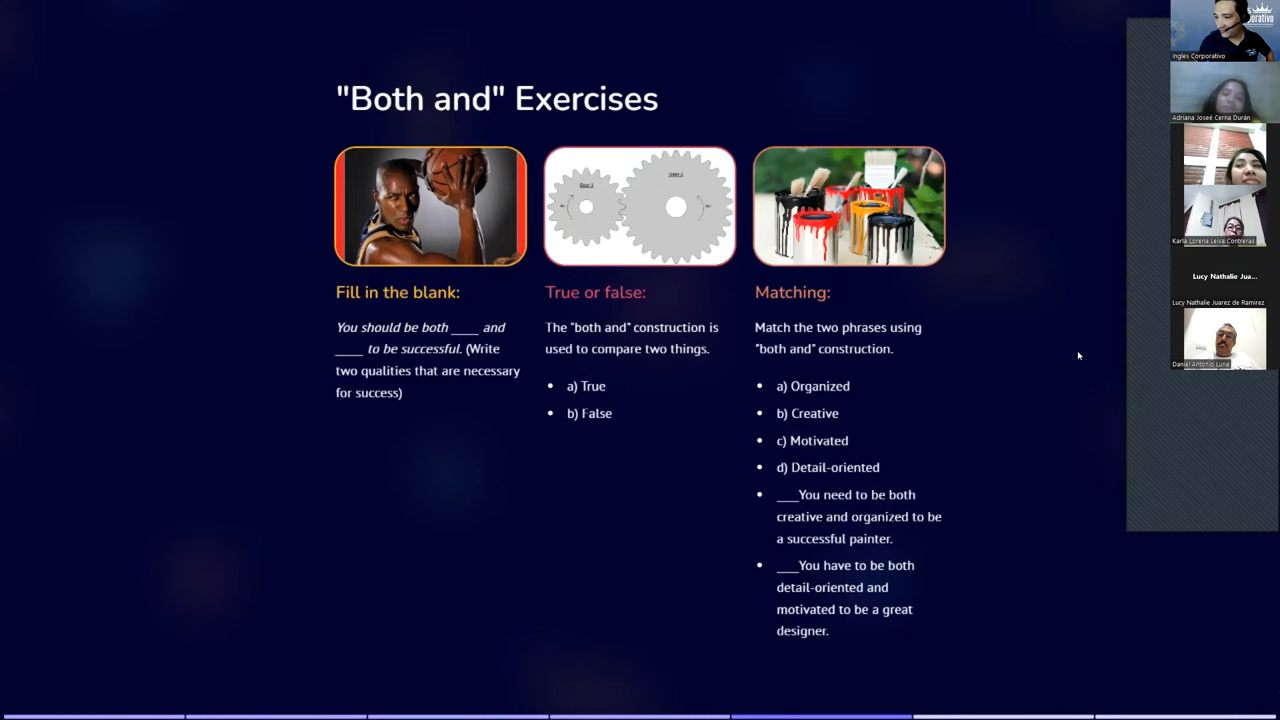 "Both and" Exercises
Fill in the blank:
You should be both ____ and
____ to be successful. (Write
two qualities that are necessary
for success)
True or false:
The "both and" construction is
used to compare two things.
• a) True
• b) False
Matching:
Match the two phrases using
"both and" construction.
• a) Organized
• b) Creative
• c) Motivated
• d) Detail-oriented
• ___You need to be both
creative and organized to be
a successful painter.
• ___You have to be both
detail-oriented and
motivated to be a great
designer.
Ingles Corporativo
Adriana Joseé Cerna Durán
Karla Lorena Leiva Contreras
Lucy Nathalie Jua...
Lucy Nathalie Juarez de Ramirez
Daniel Antonio Luna